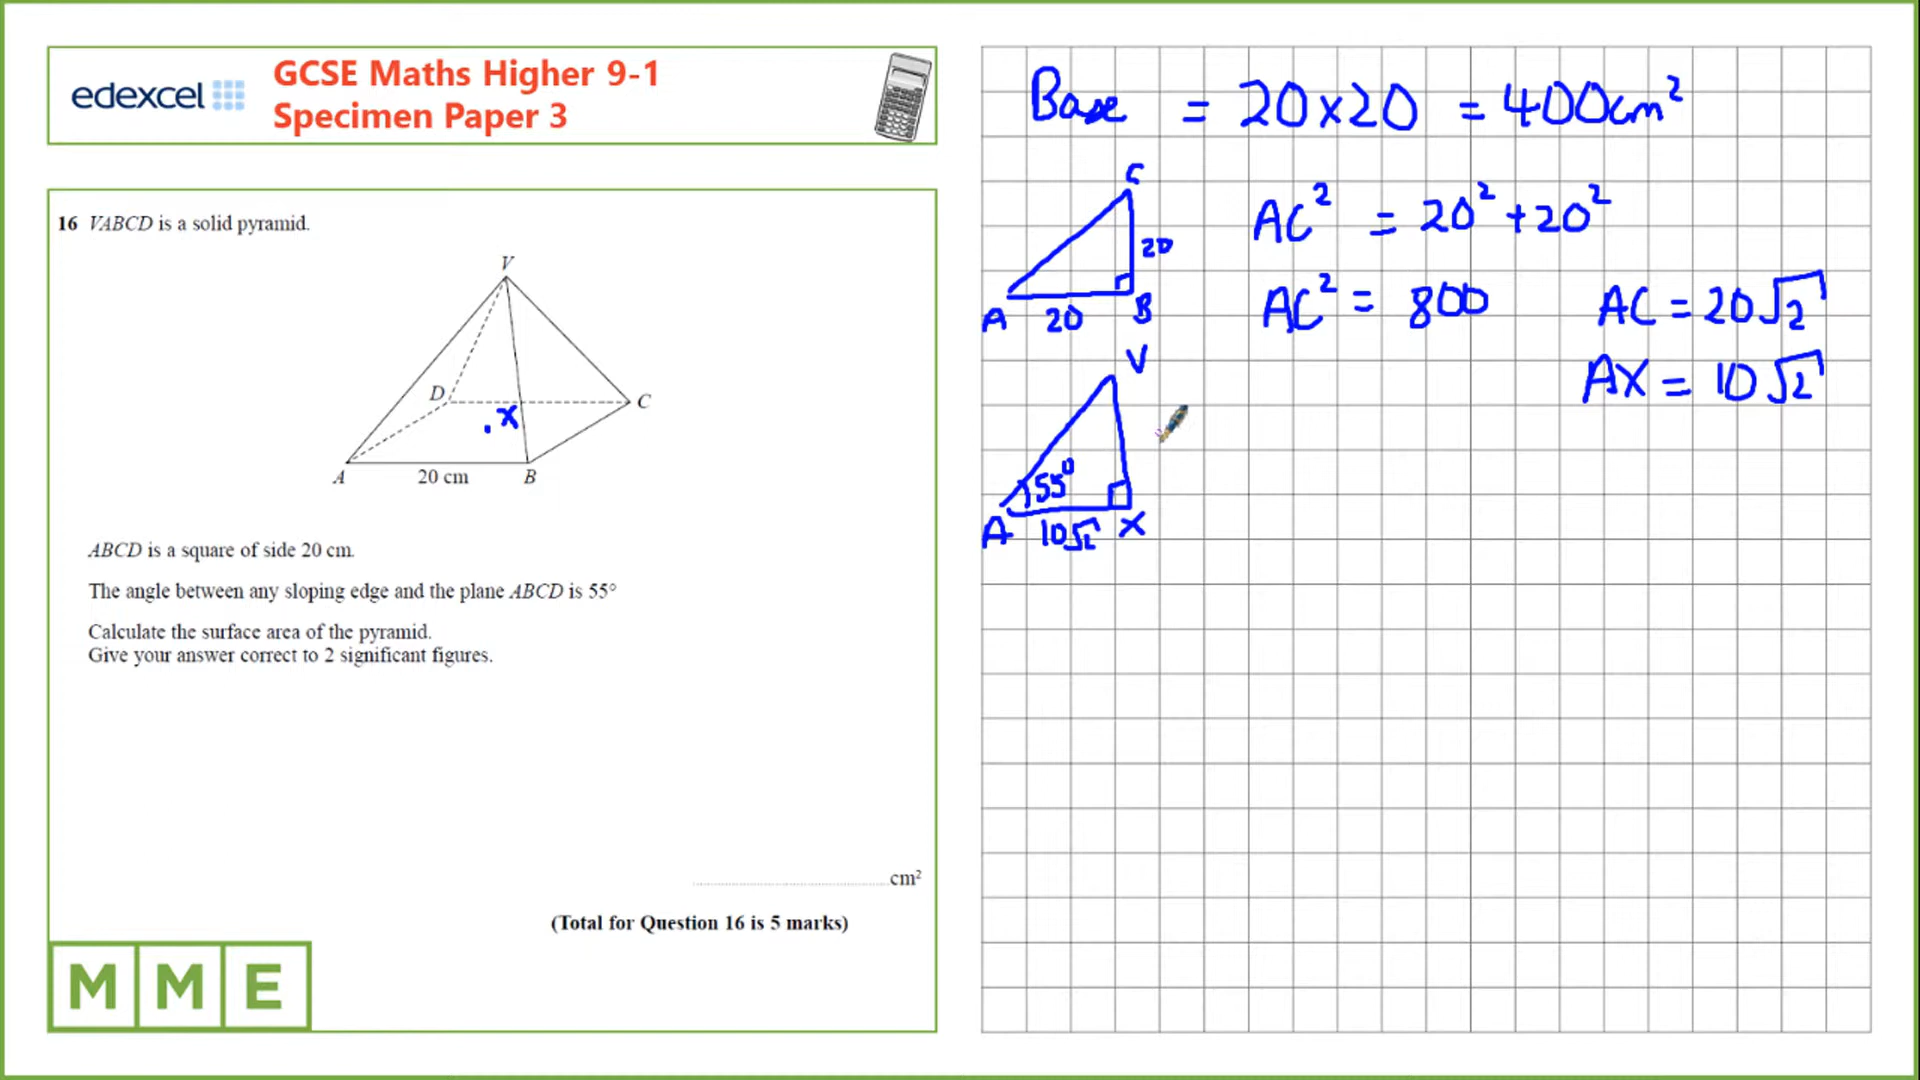 edexcel
GCSE Maths Higher 9-1
Specimen Paper 3
16 VABCD is a solid pyramid.
V
D
C
.x
A
20 cm
B
ABCD is a square of side 20 cm.
The angle between any sloping edge and the plane ABCD is 55°
Calculate the surface area of the pyramid.
Give your answer correct to 2 significant figures.
cm²
(Total for Question 16 is 5 marks)
MME
Base = 20×20 = 400cm²
C
20
A 20 B
AC² = 20² + 20²
AC² = 800 AC = 20√2
AX = 10√2
V
55°
A 10√2 X